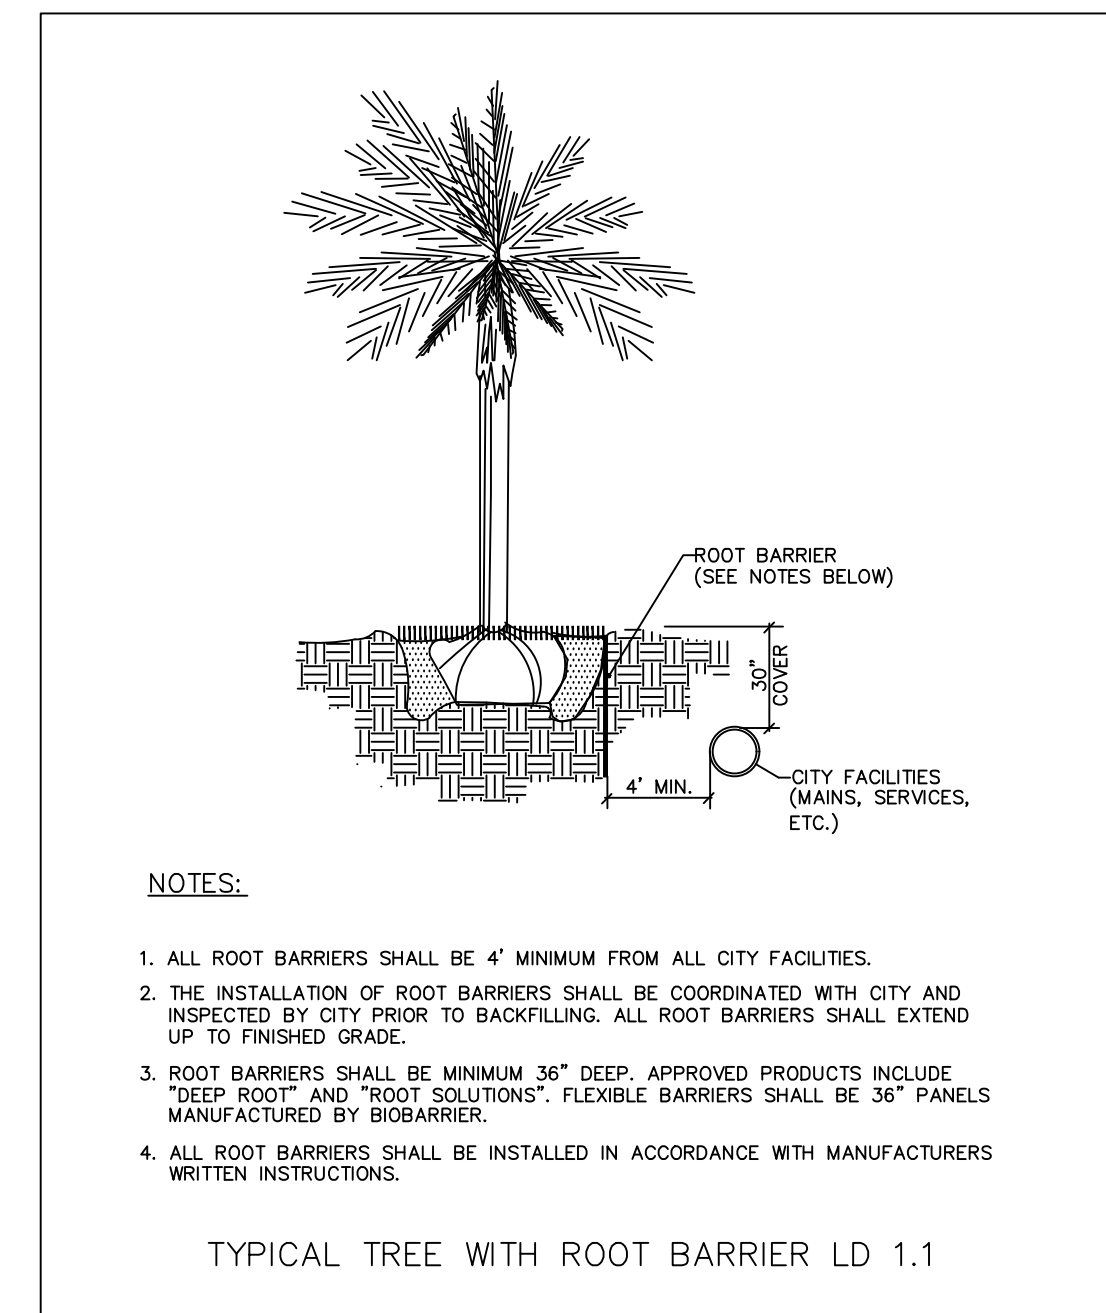 ROOT BARRIER
(SEE NOTES BELOW)
30"
COVER
4' MIN.
CITY FACILITIES
(MAINS, SERVICES,
ETC.)
NOTES:
1. ALL ROOT BARRIERS SHALL BE 4' MINIMUM FROM ALL CITY FACILITIES.
2. THE INSTALLATION OF ROOT BARRIERS SHALL BE COORDINATED WITH CITY AND
INSPECTED BY CITY PRIOR TO BACKFILLING. ALL ROOT BARRIERS SHALL EXTEND
UP TO FINISHED GRADE.
3. ROOT BARRIERS SHALL BE MINIMUM 36" DEEP. APPROVED PRODUCTS INCLUDE
"DEEP ROOT" AND "ROOT SOLUTIONS". FLEXIBLE BARRIERS SHALL BE 36" PANELS
MANUFACTURED BY BIOBARRIER.
4. ALL ROOT BARRIERS SHALL BE INSTALLED IN ACCORDANCE WITH MANUFACTURERS
WRITTEN INSTRUCTIONS.
TYPICAL TREE WITH ROOT BARRIER LD 1.1